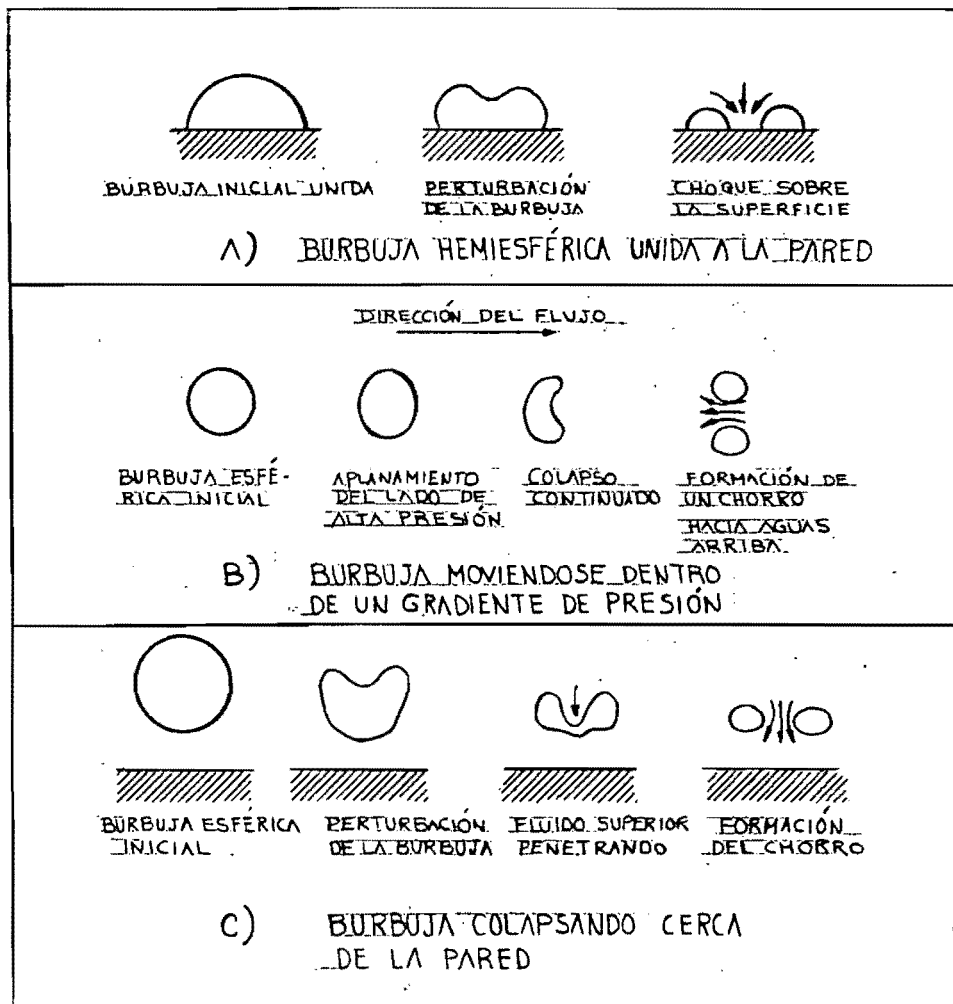 BURBUJA INICIAL UNIDA
PERTURBACIÓN
DE LA BURBUJA
CHOQUE SOBRE
LA SUPERFICIE
A) BURBUJA HEMIESFÉRICA UNIDA A LA PARED
DIRECCIÓN DEL FLUJO
BURBUJA ESFÉ-
RICA INICIAL
APLANAMIENTO
DEL LADO DE
ALTA PRESIÓN
COLAPSO
CONTINUADO
FORMACIÓN DE
UN CHORRO
HACIA AGUAS
ARRIBA
B) BURBUJA MOVIENDOSE DENTRO
DE UN GRADIENTE DE PRESIÓN
BURBUJA ESFÉRICA
INICIAL
PERTURBACIÓN
DE LA BURBUJA
FLUIDO SUPERIOR
PENETRANDO
FORMACIÓN
DEL CHORRO
C) BURBUJA COLAPSANDO CERCA
DE LA PARED